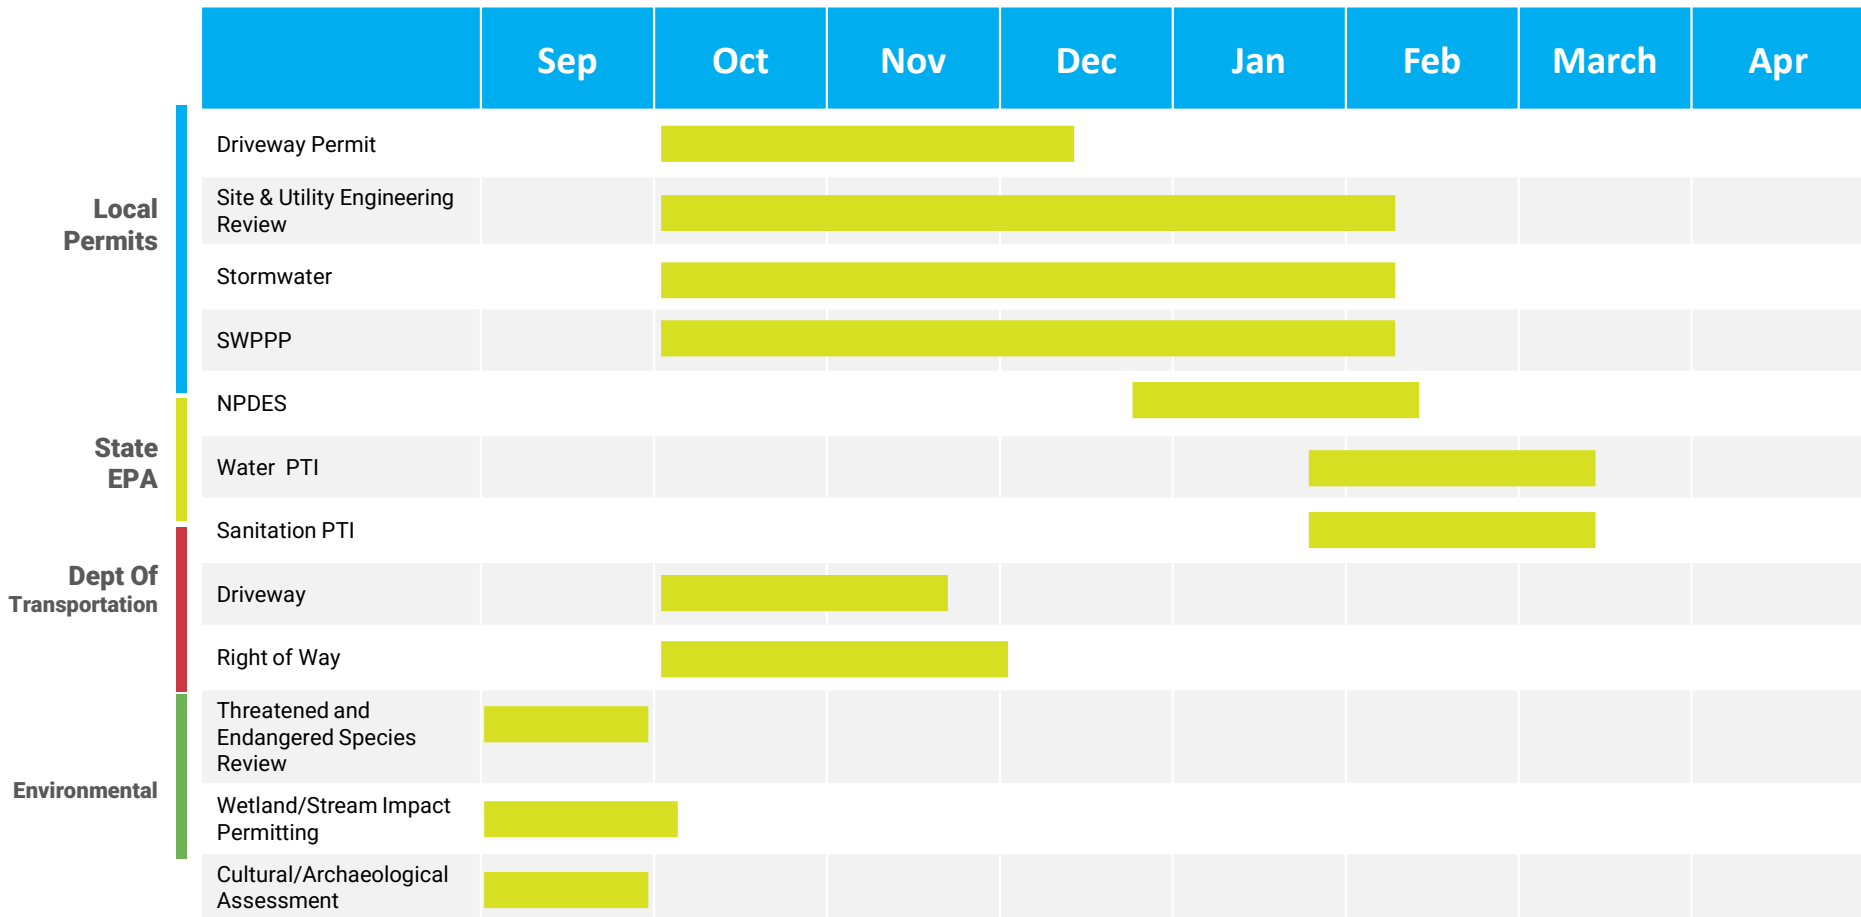 Sep Oct Nov Dec Jan Feb March Apr
Local
Permits
Driveway Permit
Site & Utility Engineering
Review
Stormwater
SWPPP
State
EPA
NPDES
Water PTI
Sanitation PTI
Dept Of
Transportation
Driveway
Right of Way
Environmental
Threatened and
Endangered Species
Review
Wetland/Stream Impact
Permitting
Cultural/Archaeological
Assessment